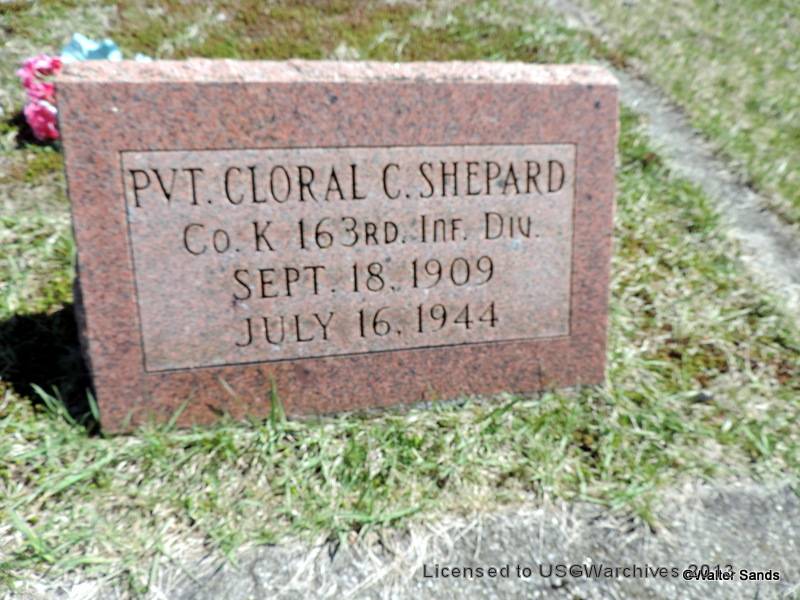 PVT. CLORAL C. SHEPARD
Co. K 163RD. INF. DIV.
SEPT. 18, 1909
JULY 16, 1944
Licensed to USGWarchives 2013
©Walter Sands